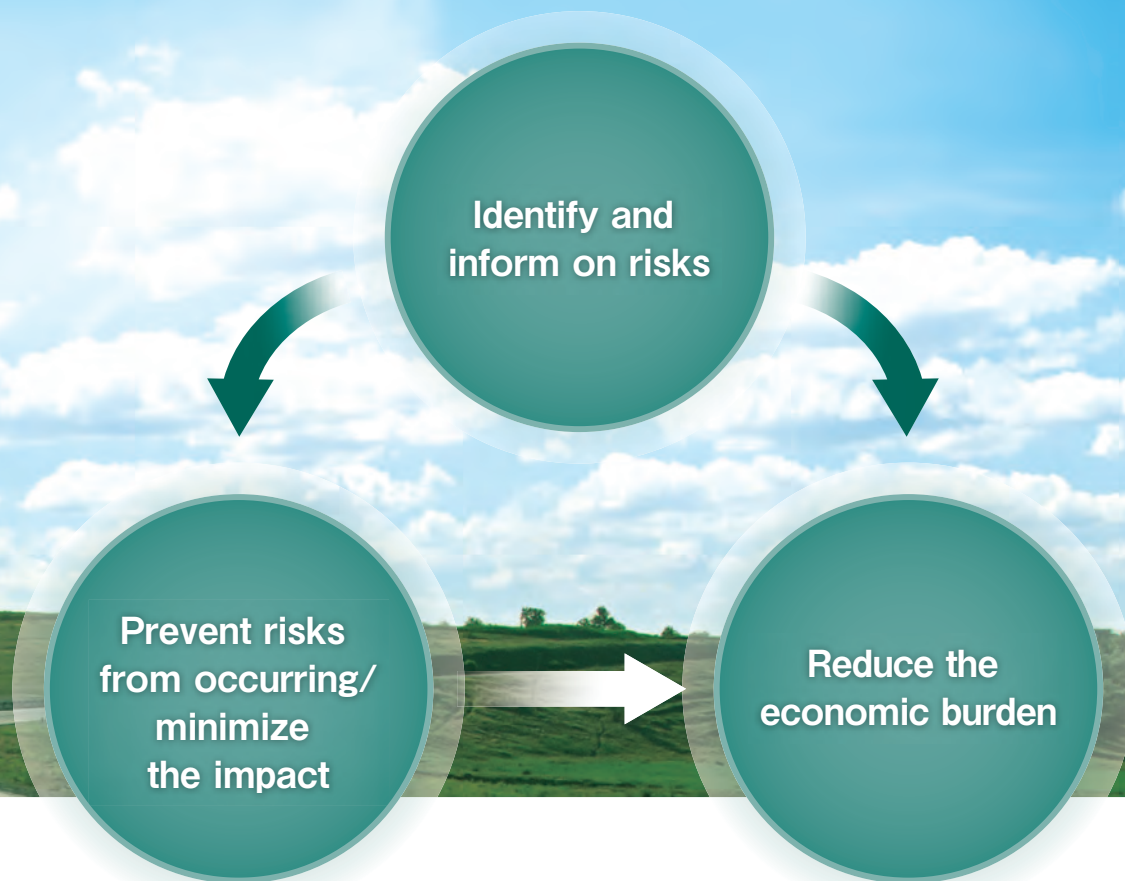 Identify and
inform on risks
Prevent risks
from occurring/
minimize
the impact
Reduce the
economic burden